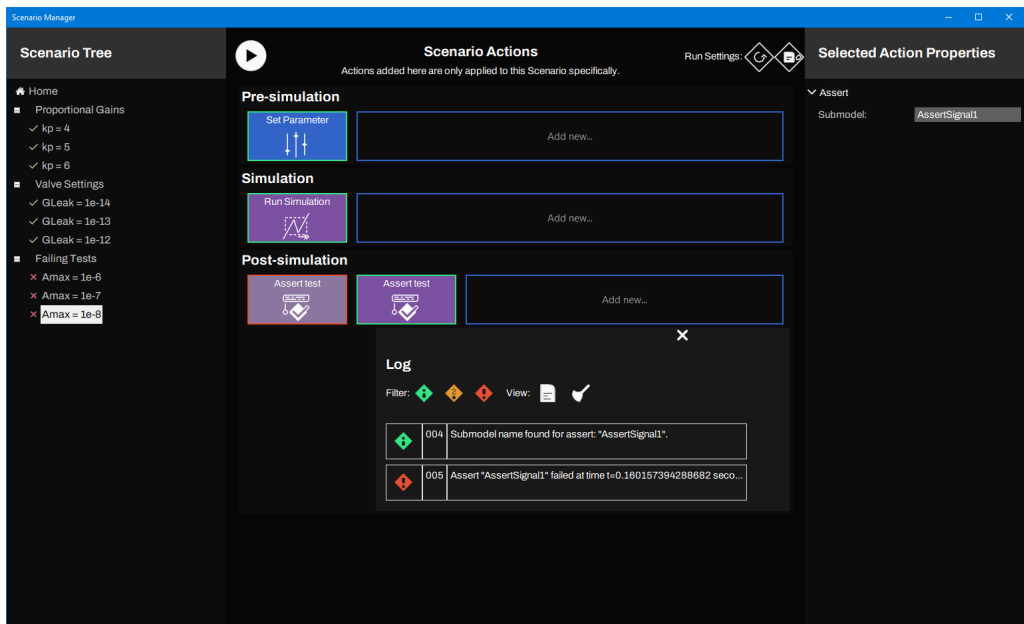 Scenario Manager
Scenario Tree
Home
Proportional Gains
kp = 4
kp = 5
kp = 6
Valve Settings
GLeak = 1e-14
GLeak = 1e-13
GLeak = 1e-12
Failing Tests
Amax = 1e-6
Amax = 1e-7
Amax = 1e-8
Scenario Actions
Actions added here are only applied to this Scenario specifically.
Run Settings:
Pre-simulation
Set Parameter
Add new...
Simulation
Run Simulation
Add new...
Post-simulation
Assert test
Assert test
Add new...
Log
Filter:
View:
004 Submodel name found for assert: "AssertSignal1".
005 Assert "AssertSignal1" failed at time t=0.160157394288682 seco...
Selected Action Properties
Assert
Submodel: AssertSignal1